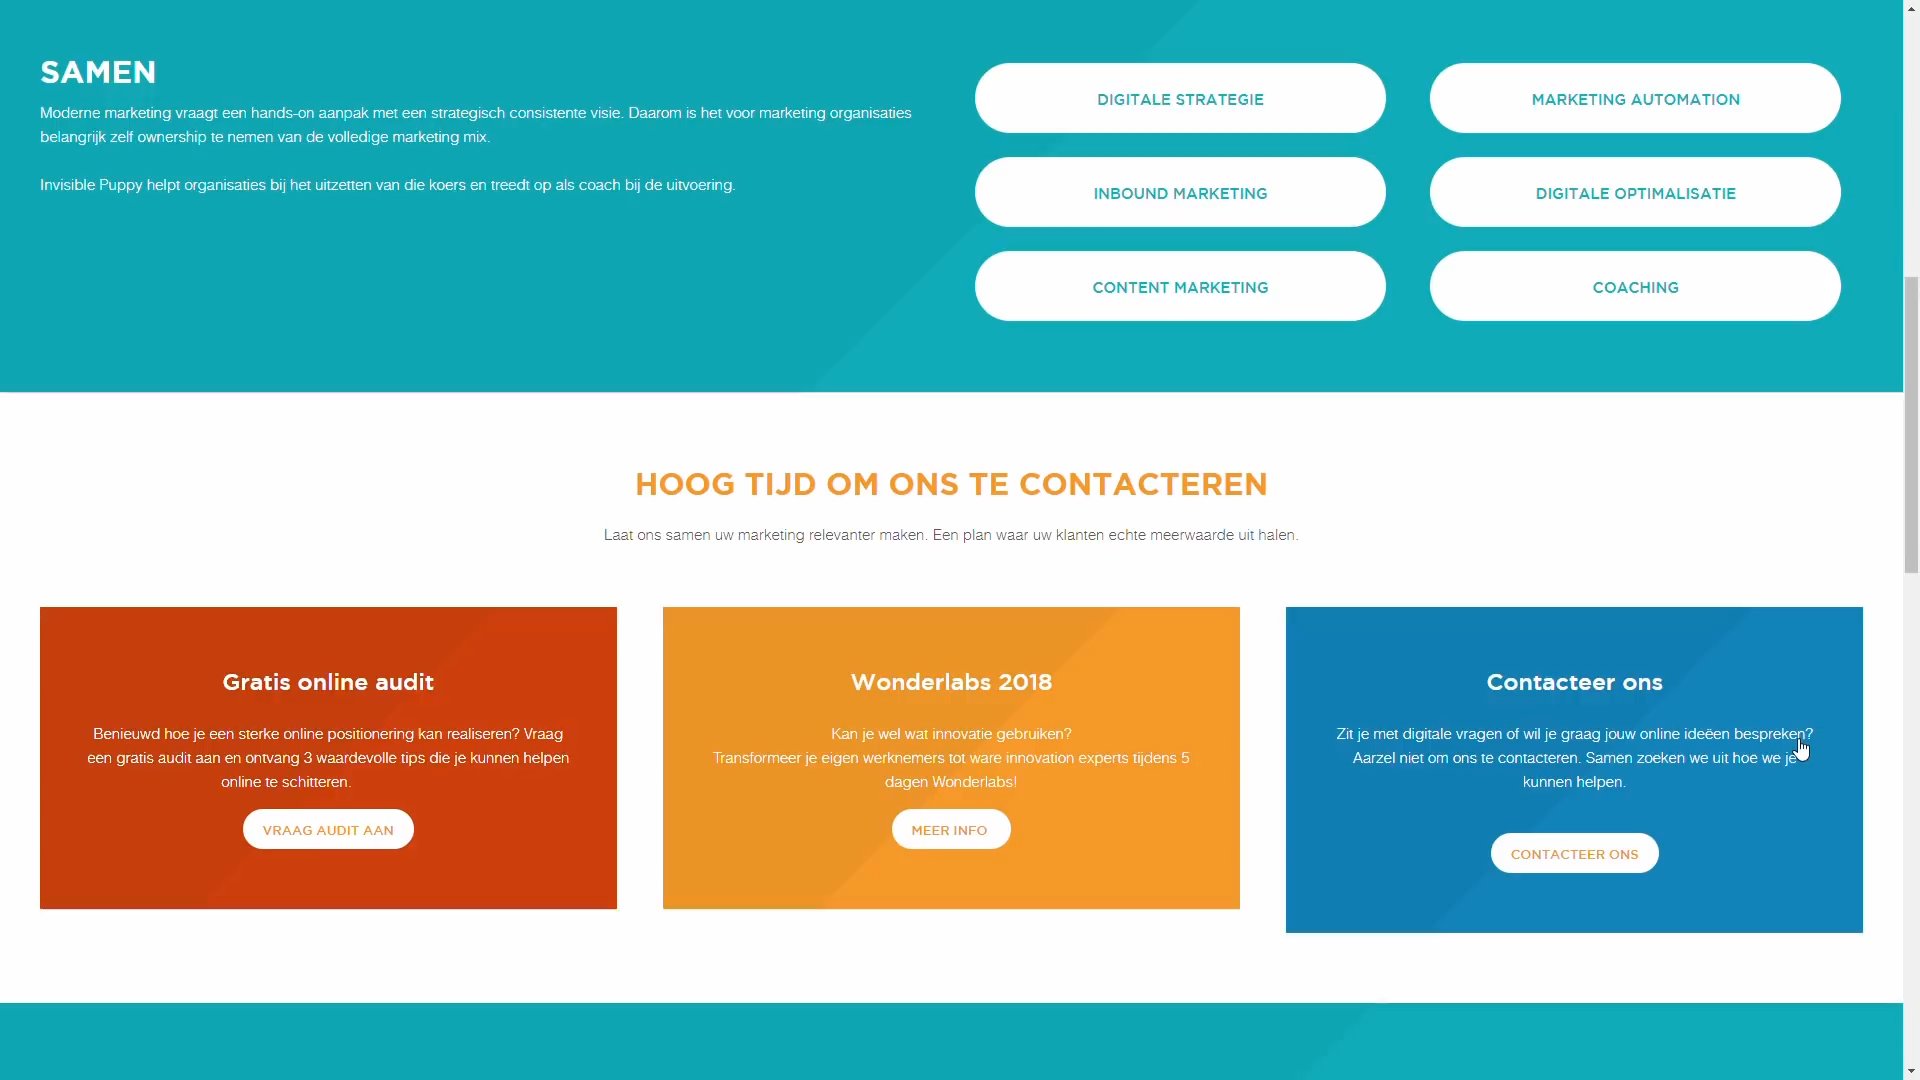 SAMEN
Moderne marketing vraagt een hands-on aanpak met een strategisch consistente visie. Daarom is het voor marketing organisaties
belangrijk zelf ownership te nemen van de volledige marketing mix.
Invisible Puppy helpt organisaties bij het uitzetten van die koers en treedt op als coach bij de uitvoering.
DIGITALE STRATEGIE
MARKETING AUTOMATION
INBOUND MARKETING
DIGITALE OPTIMALISATIE
CONTENT MARKETING
COACHING
HOOG TIJD OM ONS TE CONTACTEREN
Laat ons samen uw marketing relevanter maken. Een plan waar uw klanten echte meerwaarde uit halen.
Gratis online audit
Benieuwd hoe je een sterke online positionering kan realiseren? Vraag
een gratis audit aan en ontvang 3 waardevolle tips die je kunnen helpen
online te schitteren.
VRAAG AUDIT AAN
Wonderlabs 2018
Kan je wel wat innovatie gebruiken?
Transformeer je eigen werknemers tot ware innovation experts tijdens 5
dagen Wonderlabs!
MEER INFO
Contacteer ons
Zit je met digitale vragen of wil je graag jouw online ideëen bespreken?
Aarzel niet om ons te contacteren. Samen zoeken we uit hoe we je
kunnen helpen.
CONTACTEER ONS